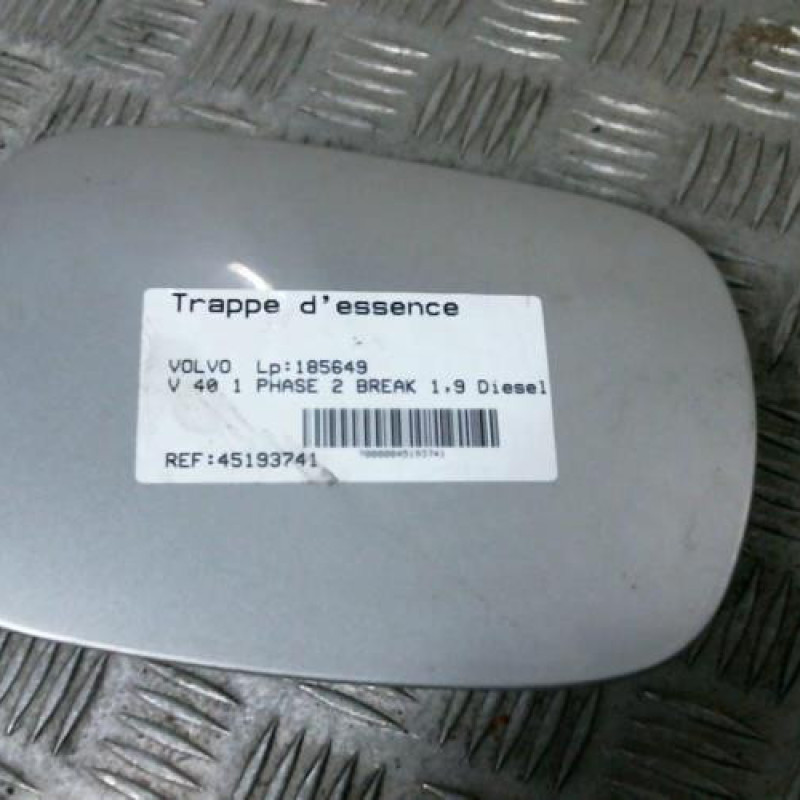 Trappe d'essence
VOLVO Lp:185649
V 40 1 PHASE 2 BREAK 1.9 Diesel
REF:45193741